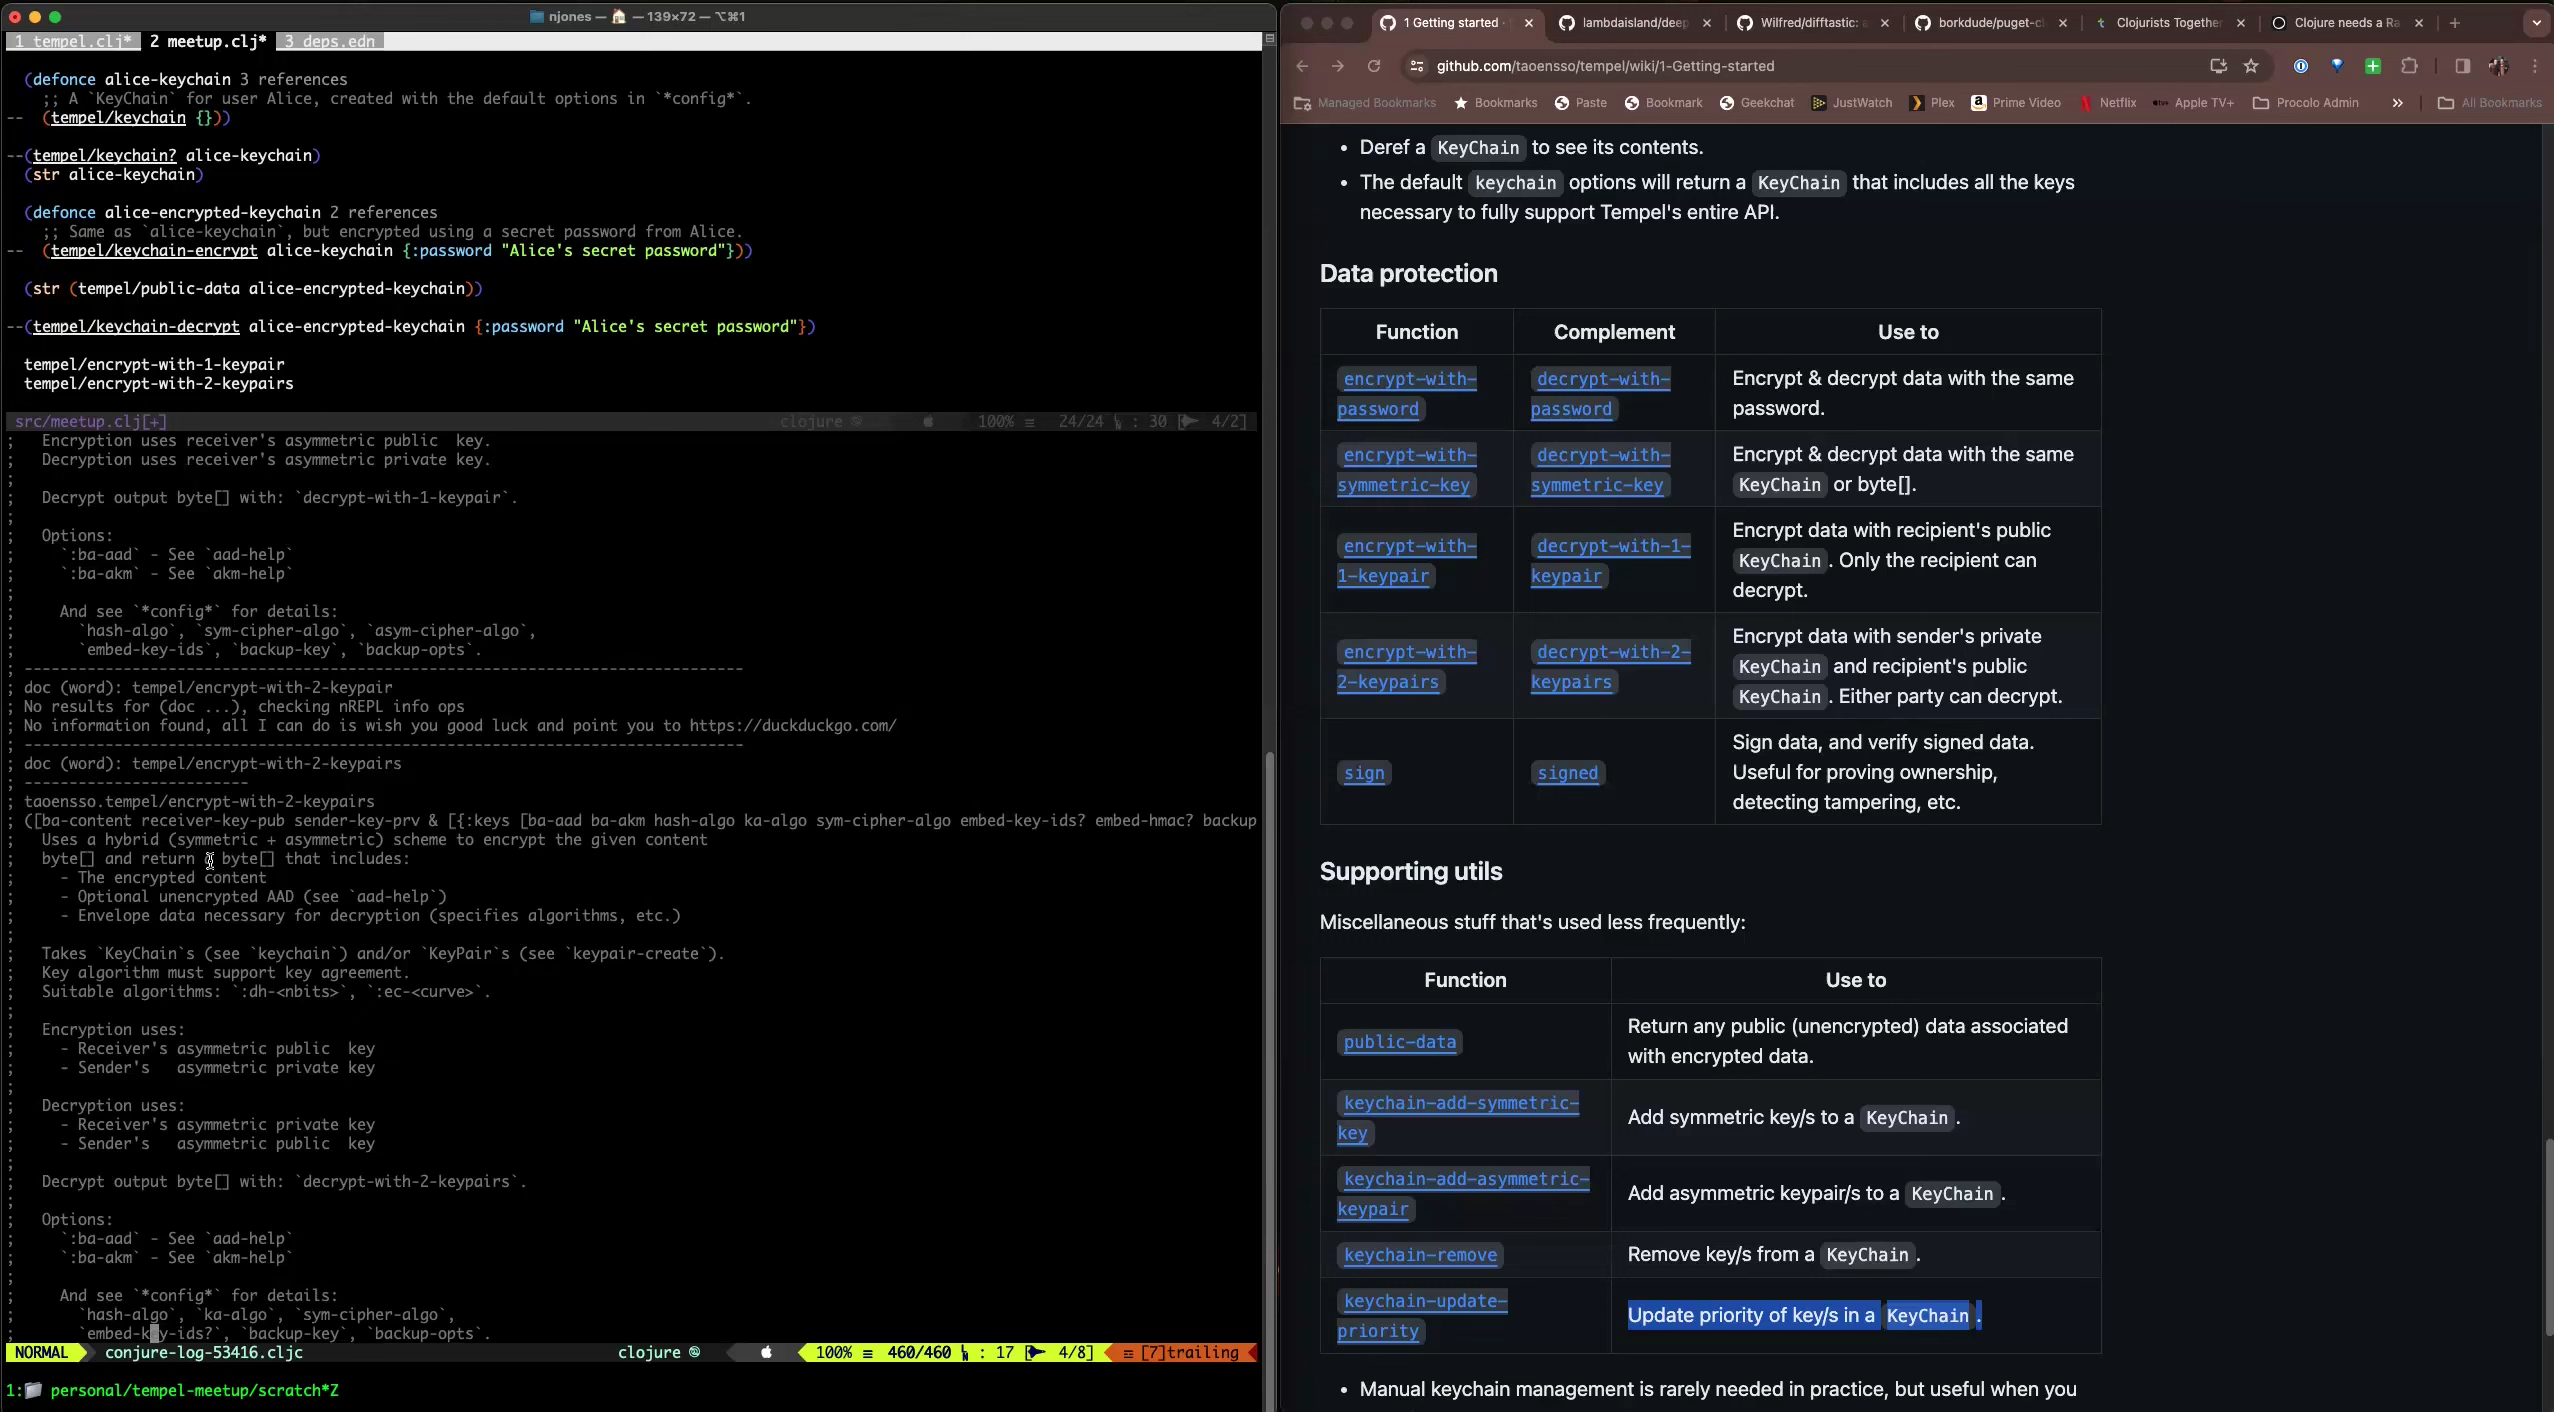 njones — 🏠 — 139×72 — ⌥⌘1
1 tempel.clj* 2 meetup.clj* 3 deps.edn
(defonce alice-keychain 3 references
;; A `KeyChain` for user Alice, created with the default options in `*config*`.
-- (tempel/keychain {}))
--(tempel/keychain? alice-keychain)
(str alice-keychain)
(defonce alice-encrypted-keychain 2 references
;; Same as `alice-keychain`, but encrypted using a secret password from Alice.
-- (tempel/keychain-encrypt alice-keychain {:password "Alice's secret password"}))
(str (tempel/public-data alice-encrypted-keychain))
--(tempel/keychain-decrypt alice-encrypted-keychain {:password "Alice's secret password"})
tempel/encrypt-with-1-keypair
tempel/encrypt-with-2-keypairs
src/meetup.clj[+] clojure 100% ≡ 24/24 : 30 4/2]
; Encryption uses receiver's asymmetric public  key.
; Decryption uses receiver's asymmetric private key.
;
; Decrypt output byte[] with: `decrypt-with-1-keypair`.
;
; Options:
; `:ba-aad` - See `aad-help`
; `:ba-akm` - See `akm-help`
;
; And see `*config*` for details:
; `hash-algo`, `sym-cipher-algo`, `asym-cipher-algo`,
; `embed-key-ids`, `backup-key`, `backup-opts`.
; --------------------------------------------------------------------------------
; doc (word): tempel/encrypt-with-2-keypair
; No results for (doc ...), checking nREPL info ops
; No information found, all I can do is wish you good luck and point you to https://duckduckgo.com/
; --------------------------------------------------------------------------------
; doc (word): tempel/encrypt-with-2-keypairs
; -------------------------
; taoensso.tempel/encrypt-with-2-keypairs
; ([ba-content receiver-key-pub sender-key-prv & [{:keys [ba-aad ba-akm hash-algo ka-algo sym-cipher-algo embed-key-ids? embed-hmac? backup
; Uses a hybrid (symmetric + asymmetric) scheme to encrypt the given content
; byte[] and return a byte[] that includes:
; - The encrypted content
; - Optional unencrypted AAD (see `aad-help`)
; - Envelope data necessary for decryption (specifies algorithms, etc.)
;
; Takes `KeyChain`s (see `keychain`) and/or `KeyPair`s (see `keypair-create`).
; Key algorithm must support key agreement.
; Suitable algorithms: `:dh-<nbits>`, `:ec-<curve>`.
;
; Encryption uses:
; - Receiver's asymmetric public  key
; - Sender's   asymmetric private key
;
; Decryption uses:
; - Receiver's asymmetric private key
; - Sender's   asymmetric public  key
;
; Decrypt output byte[] with: `decrypt-with-2-keypairs`.
;
; Options:
; `:ba-aad` - See `aad-help`
; `:ba-akm` - See `akm-help`
;
; And see `*config*` for details:
; `hash-algo`, `ka-algo`, `sym-cipher-algo`,
; `embed-key-ids?`, `backup-key`, `backup-opts`.
NORMAL conjure-log-53416.cljc clojure 100% ≡ 460/460 : 17 4/8] ≡ [7]trailing
1: personal/tempel-meetup/scratch*Z
1 Getting started · lambdaisland/deep Wilfred/difftastic: a borkdude/puget-cl Clojurists Together Clojure needs a Ra
github.com/taoensso/tempel/wiki/1-Getting-started
Managed Bookmarks Bookmarks Paste Bookmark Geekchat JustWatch Plex Prime Video Netflix Apple TV+ Procolo Admin » All Bookmarks
• Deref a KeyChain to see its contents.
• The default keychain options will return a KeyChain that includes all the keys
necessary to fully support Tempel's entire API.
Data protection
Function Complement Use to
encrypt-with- decrypt-with- Encrypt & decrypt data with the same
password password password.
encrypt-with- decrypt-with- Encrypt & decrypt data with the same
symmetric-key symmetric-key KeyChain or byte[].
encrypt-with- decrypt-with-1- Encrypt data with recipient's public
1-keypair keypair KeyChain . Only the recipient can
decrypt.
encrypt-with- decrypt-with-2- Encrypt data with sender's private
2-keypairs keypairs KeyChain and recipient's public
KeyChain . Either party can decrypt.
Sign data, and verify signed data.
sign signed Useful for proving ownership,
detecting tampering, etc.
Supporting utils
Miscellaneous stuff that's used less frequently:
Function Use to
public-data Return any public (unencrypted) data associated
with encrypted data.
keychain-add-symmetric-
key Add symmetric key/s to a KeyChain .
keychain-add-asymmetric-
keypair Add asymmetric keypair/s to a KeyChain .
keychain-remove Remove key/s from a KeyChain .
keychain-update-
priority Update priority of key/s in a KeyChain .
• Manual keychain management is rarely needed in practice, but useful when you